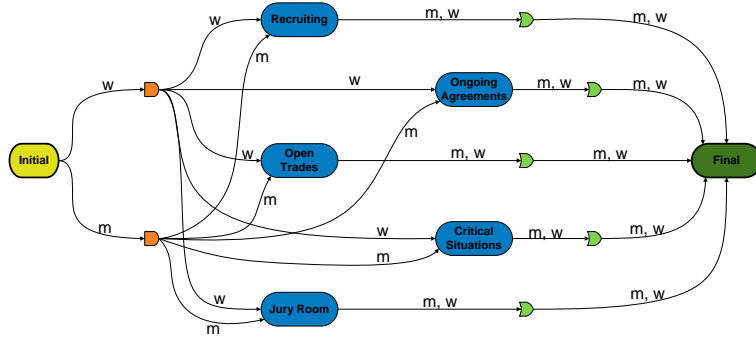 Recruiting
m, w
m, w
w
m
w
w
Ongoing
Agreements
m, w
m, w
m
Initial
w
Open
Trades
m, w
m, w
Final
m
m
w
Critical
Situations
m, w
m, w
m
w
Jury Room
m, w
m, w
m